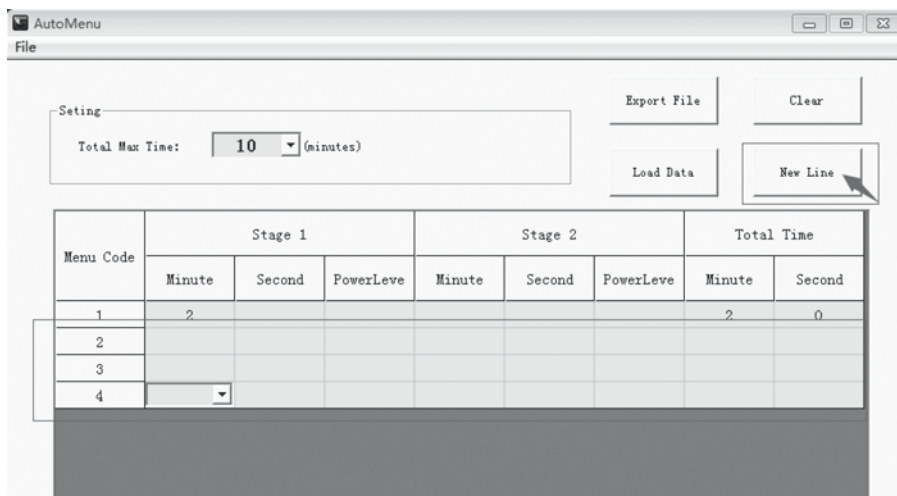 AutoMenu
File
Export File Clear
Seting
Total Max Time: 10 (minutes)
Load Data New Line
Menu Code Stage 1 Stage 2 Total Time
Minute Second PowerLeve Minute Second PowerLeve Minute Second
1 2 2 0
2
3
4